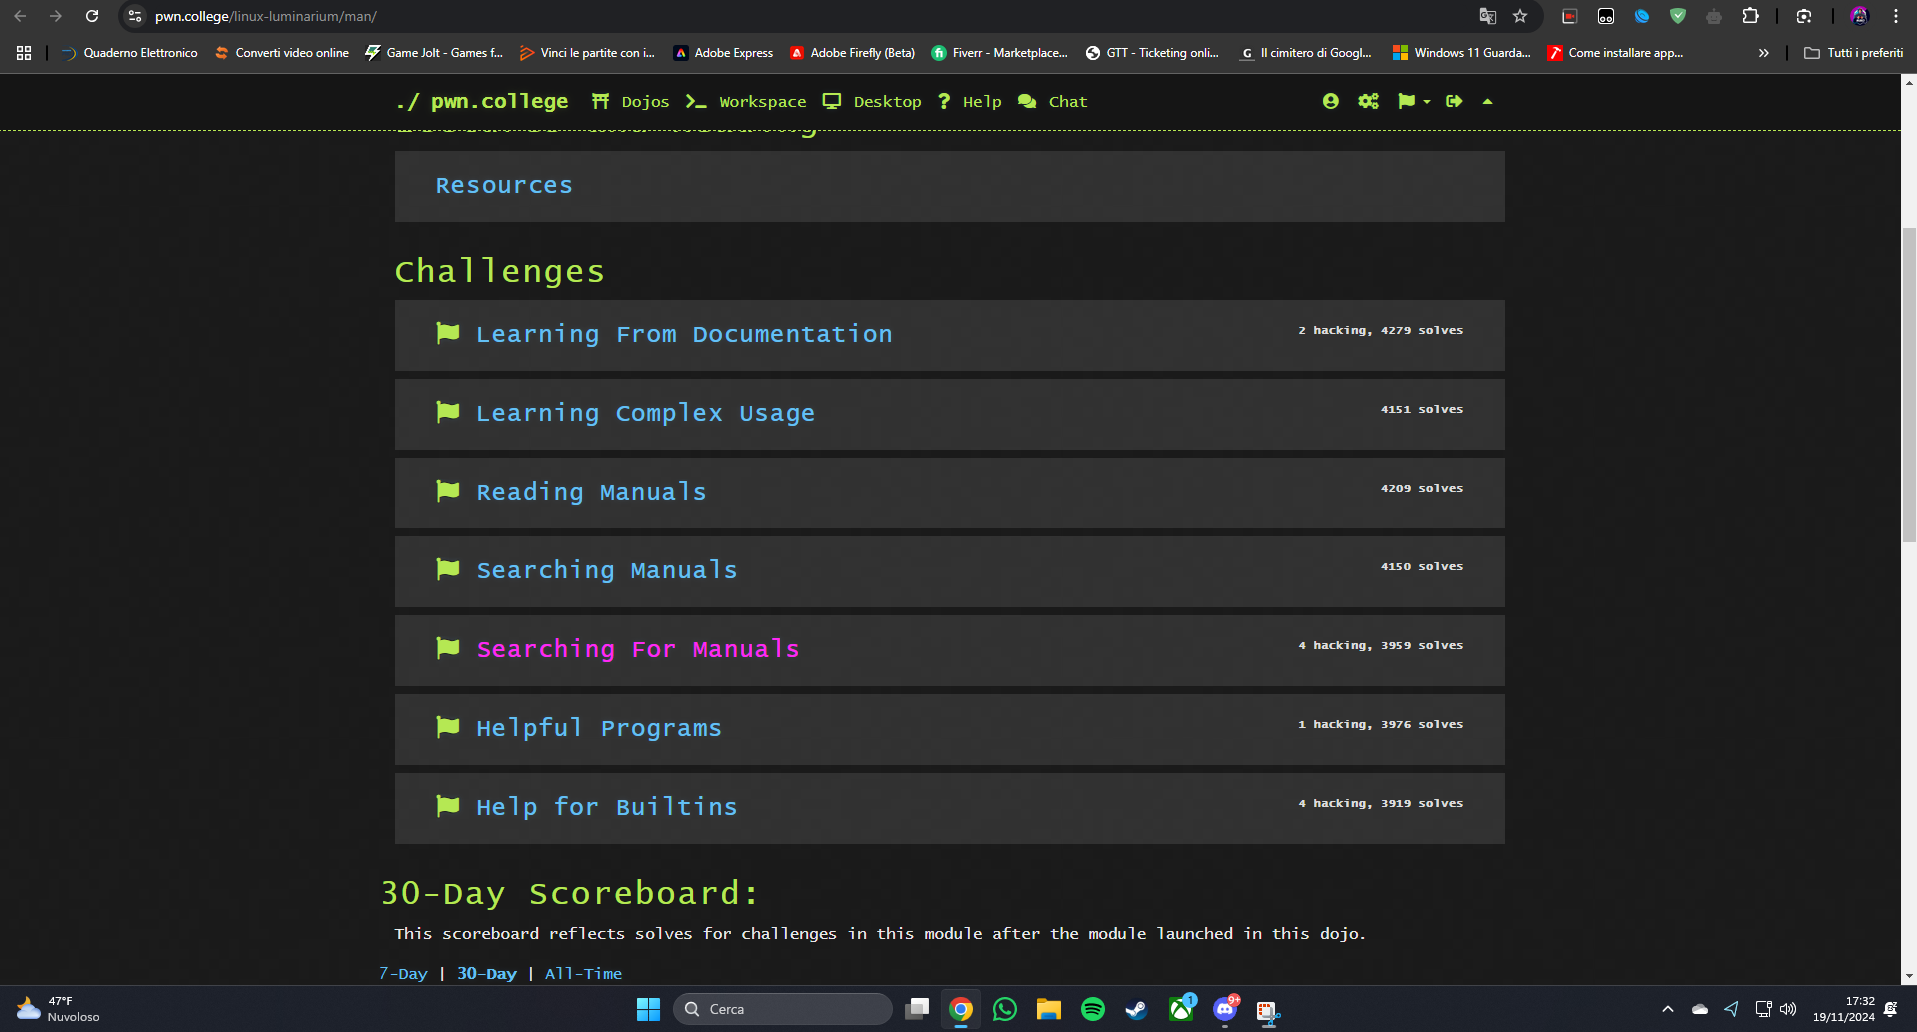 pwn.college/linux-luminarium/man/
Quaderno Elettronico
Converti video online
Game Jolt - Games f...
Vinci le partite con i...
Adobe Express
Adobe Firefly (Beta)
Fiverr - Marketplace...
GTT - Ticketing onli...
Il cimitero di Googl...
Windows 11 Guarda...
Come installare app...
»
Tutti i preferiti
./ pwn.college
Dojos
Workspace
Desktop
? Help
Chat
Resources
Challenges
Learning From Documentation
2 hacking, 4279 solves
Learning Complex Usage
4151 solves
Reading Manuals
4209 solves
Searching Manuals
4150 solves
Searching For Manuals
4 hacking, 3959 solves
Helpful Programs
1 hacking, 3976 solves
Help for Builtins
4 hacking, 3919 solves
30-Day Scoreboard:
This scoreboard reflects solves for challenges in this module after the module launched in this dojo.
7-Day | 30-Day | All-Time
47°F
Nuvoloso
Cerca
1
9+
17:32
19/11/2024